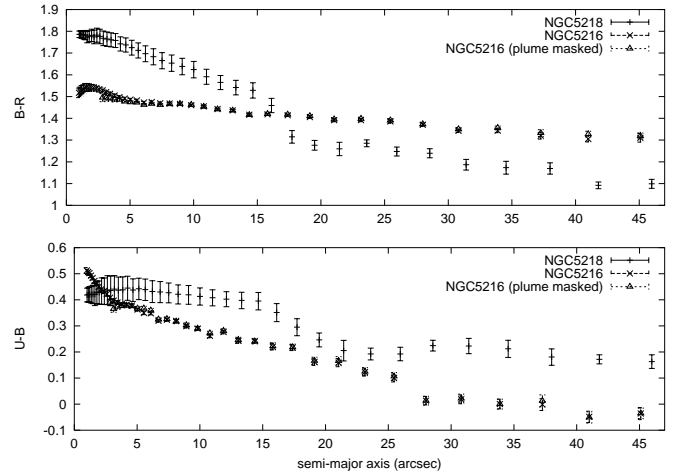 1.9
1.8
1.7
1.6
1.5
1.4
1.3
1.2
1.1
1
B-R
NGC5218
NGC5216
NGC5216 (plume masked)
0 5 10 15 20 25 30 35 40 45
0.6
0.5
0.4
0.3
0.2
0.1
0
-0.1
U-B
NGC5218
NGC5216
NGC5216 (plume masked)
0 5 10 15 20 25 30 35 40 45
semi-major axis (arcsec)